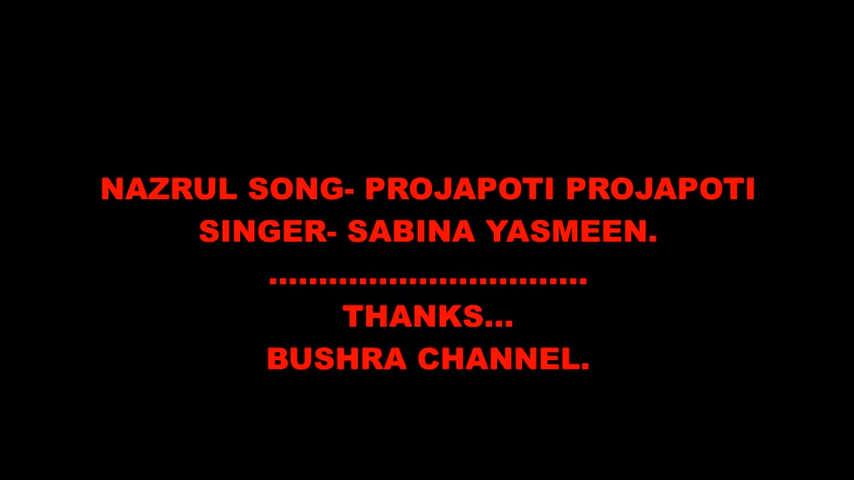 NAZRUL SONG- PROJAPOTI PROJAPOTI
SINGER- SABINA YASMEEN.
................................
THANKS...
BUSHRA CHANNEL.